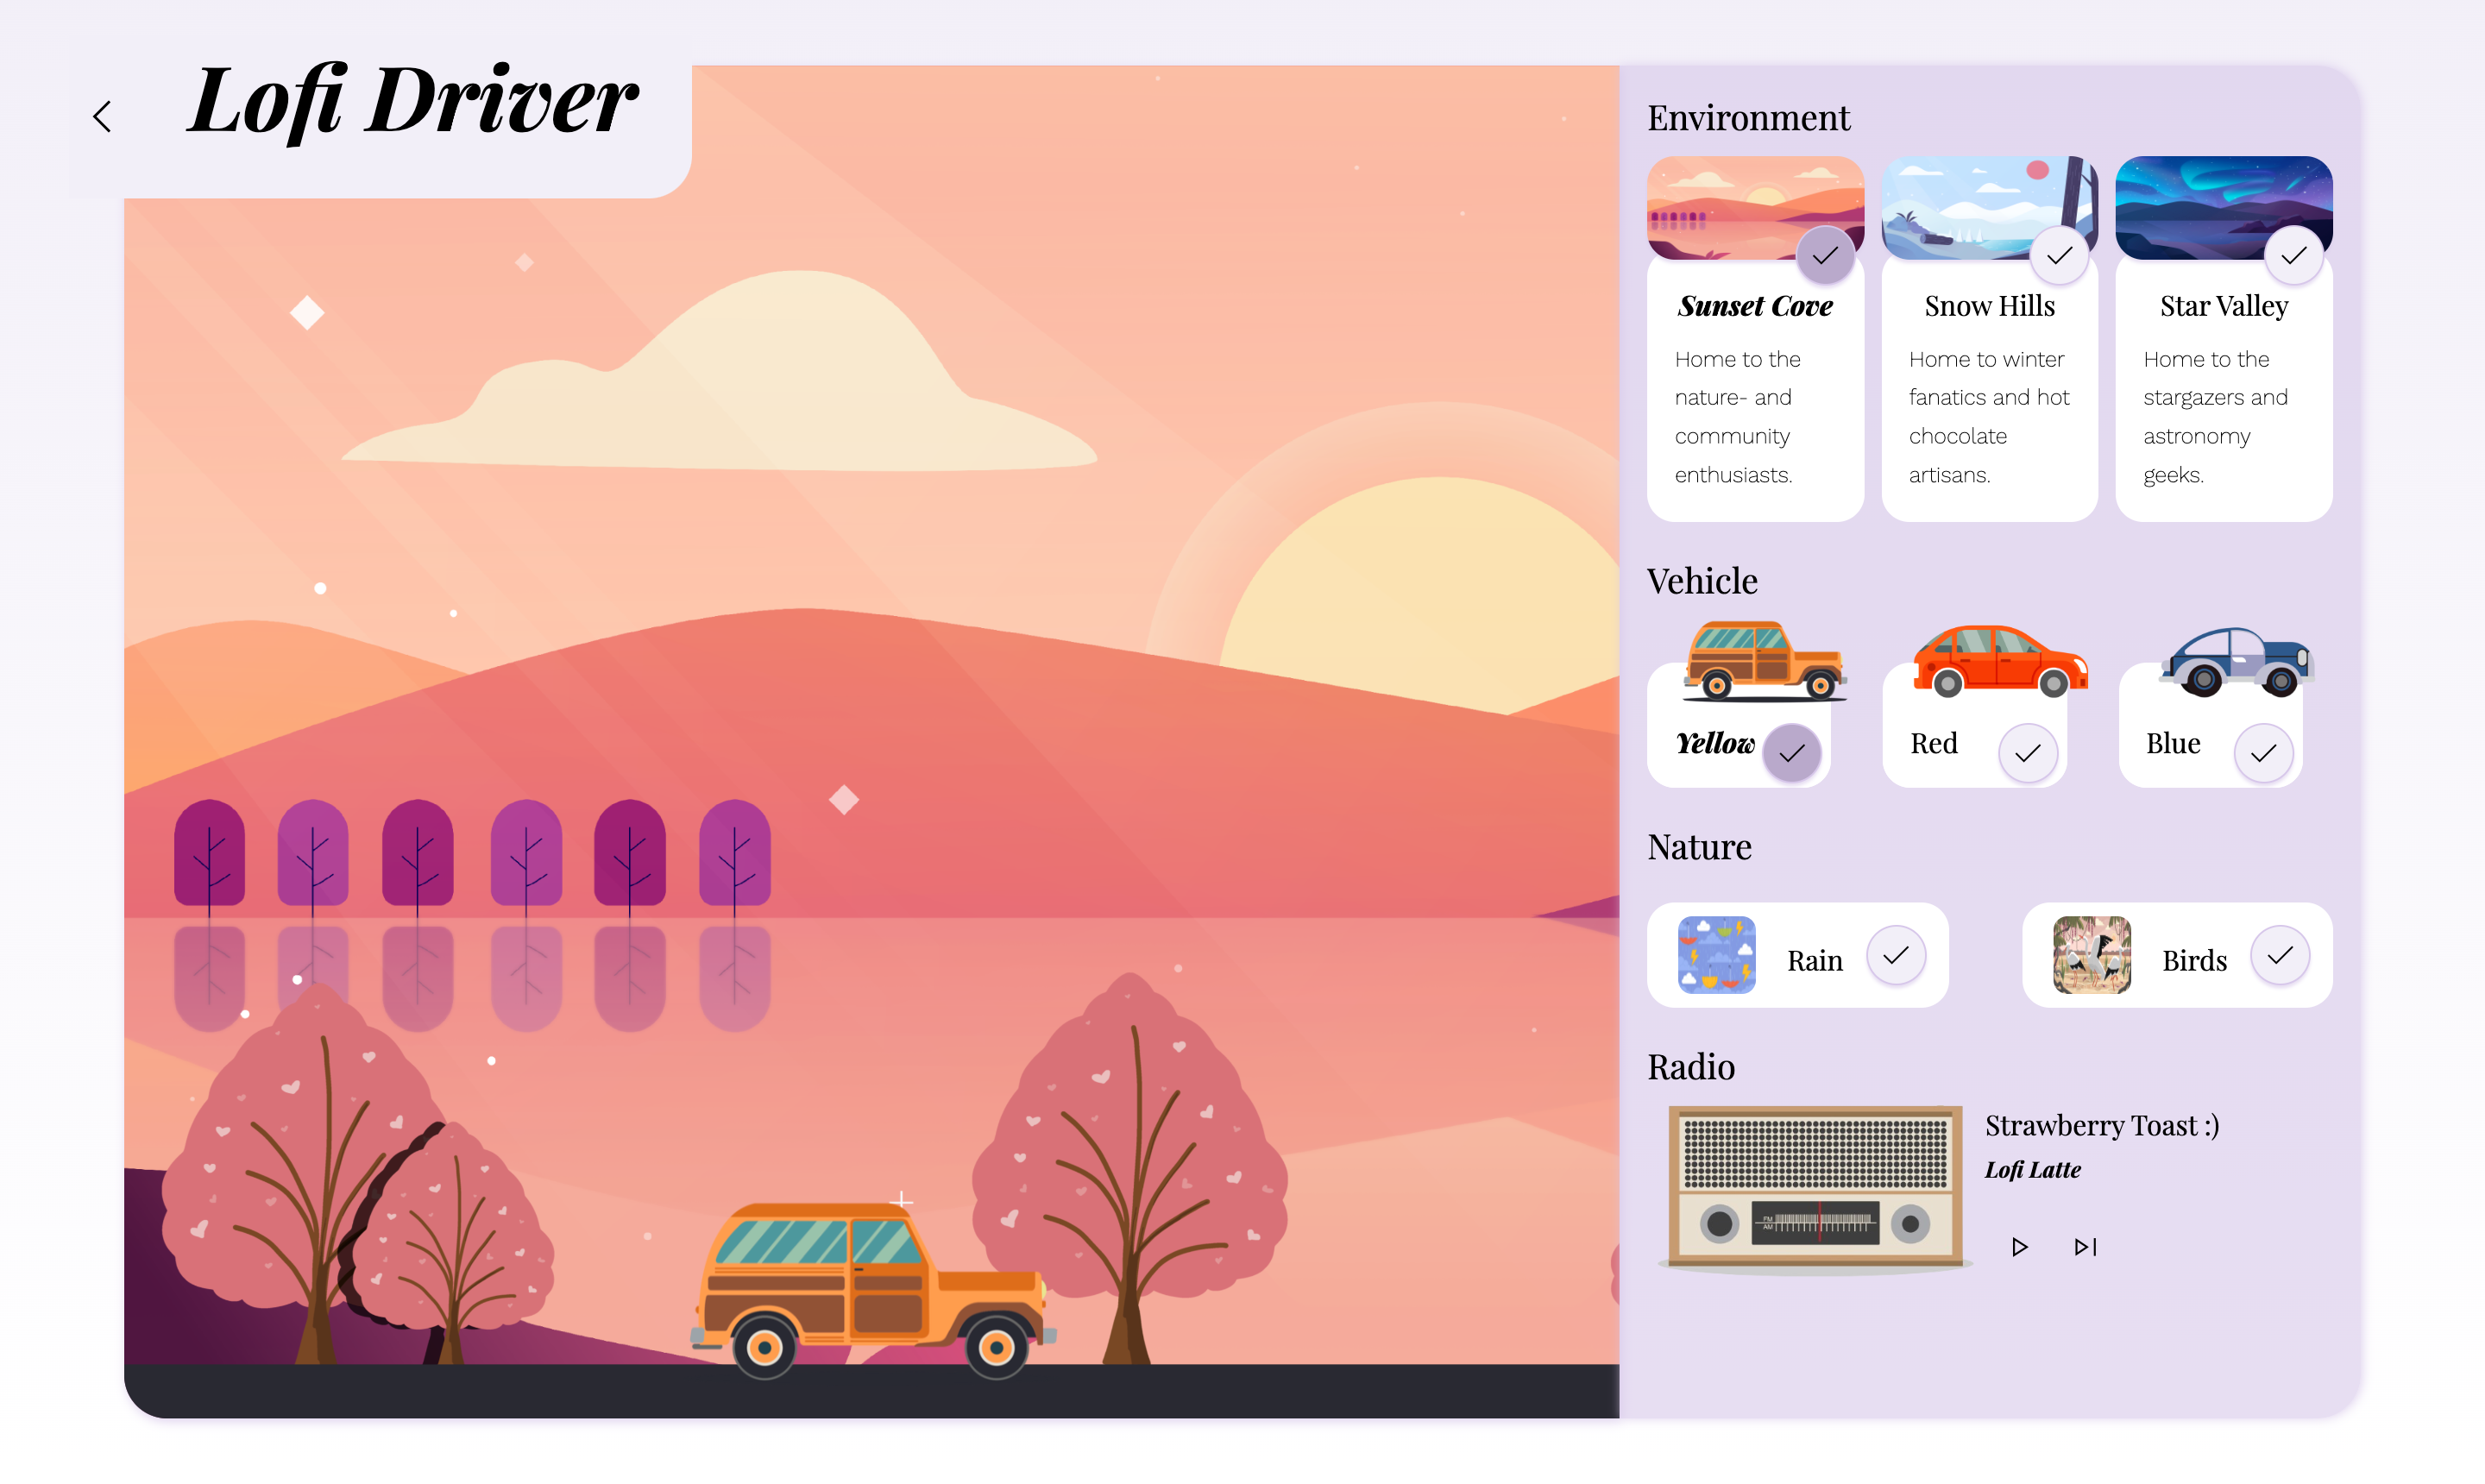 Lofi Driver
Environment
Sunset Cove
Home to the
nature- and
community
enthusiasts.
Snow Hills
Home to winter
fanatics and hot
chocolate
artisans.
Star Valley
Home to the
stargazers and
astronomy
geeks.
Vehicle
Yellow
Red
Blue
Nature
Rain
Birds
Radio
FM
AM
Strawberry Toast :)
Lofi Latte